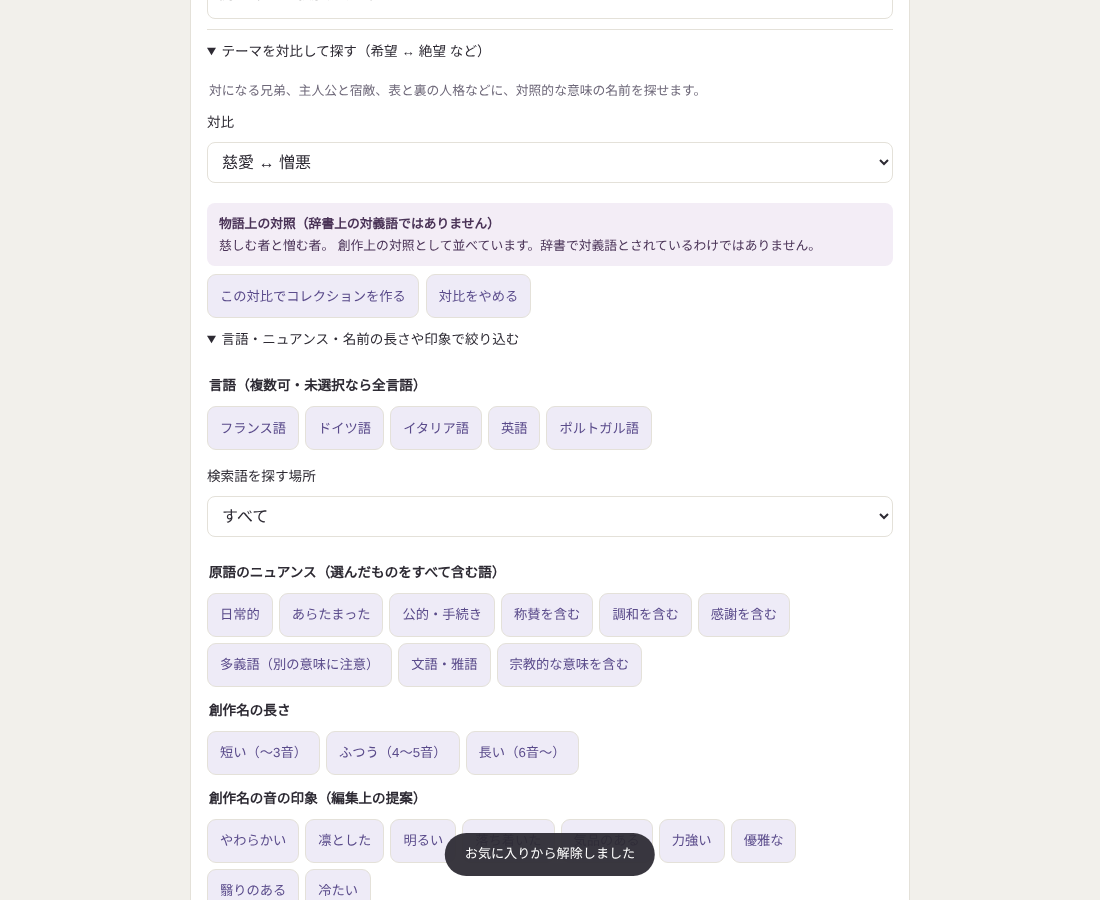 ▼ テーマを対比して探す（希望 ↔ 絶望 など）
対になる兄弟、主人公と宿敵、表と裏の人格などに、対照的な意味の名前を探せます。
対比
慈愛 ↔ 憎悪
物語上の対照（辞書上の対義語ではありません）
慈しむ者と憎む者。 創作上の対照として並べています。辞書で対義語とされているわけではありません。
この対比でコレクションを作る 対比をやめる
▼ 言語・ニュアンス・名前の長さや印象で絞り込む
言語（複数可・未選択なら全言語）
フランス語 ドイツ語 イタリア語 英語 ポルトガル語
検索語を探す場所
すべて
原語のニュアンス（選んだものをすべて含む語）
日常的 あらたまった 公的・手続き 称賛を含む 調和を含む 感謝を含む
多義語（別の意味に注意） 文語・雅語 宗教的な意味を含む
創作名の長さ
短い（〜3音） ふつう（4〜5音） 長い（6音〜）
創作名の音の印象（編集上の提案）
やわらかい 凛とした 明るい 力強い 優雅な
お気に入りから解除しました
翳りのある 冷たい